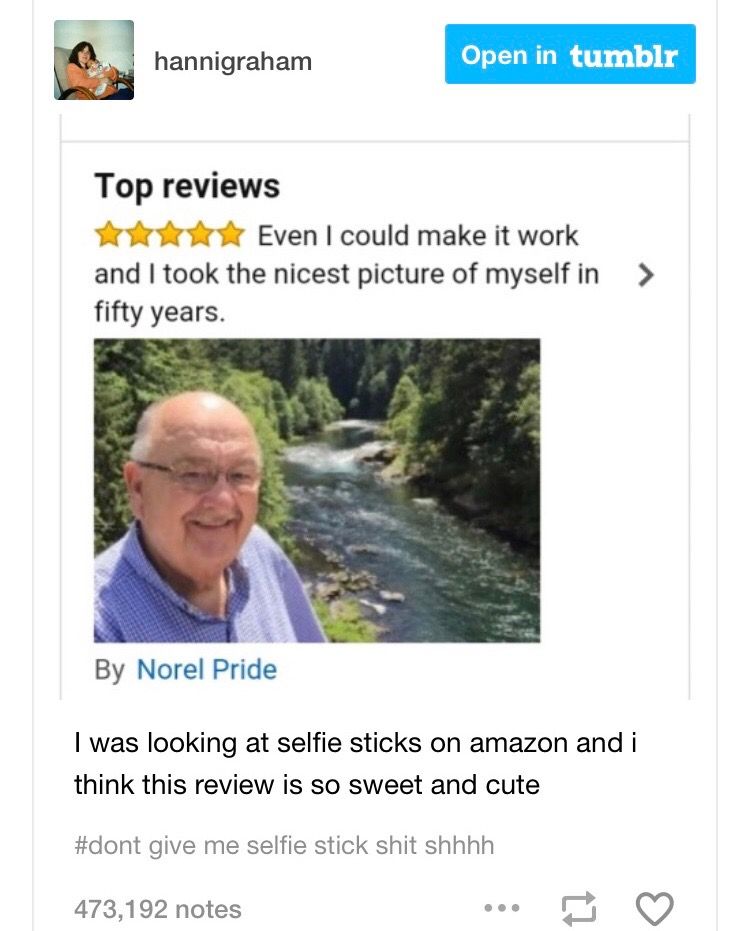 hannigraham
Open in tumblr
Top reviews
Even I could make it work
and I took the nicest picture of myself in
fifty years.
By Norel Pride
I was looking at selfie sticks on amazon and i
think this review is so sweet and cute
#dont give me selfie stick shit shhhh
473,192 notes